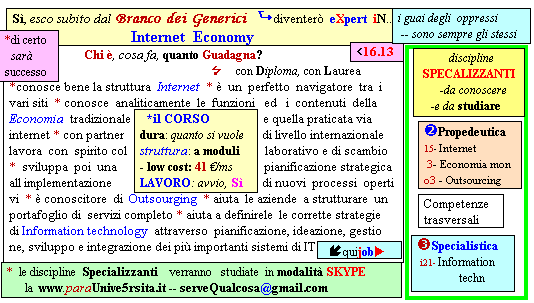 Sì, esco subito dal Branco dei Generici diventerò eXpert iN..
Internet Economy
i guai degli oppressi
-- sono sempre gli stessi
*di certo
sarà
successo
Chi è, cosa fa, quanto Guadagna?
<16.13
con Diploma, con Laurea
*conosce bene la struttura Internet * è un perfetto navigatore tra i
vari siti * conosce analiticamente le funzioni ed i contenuti della
Economia tradizionale e quella praticata via
internet * con partner di livello internazionale
lavora con spirito col laborativo e di scambio
* sviluppa poi una pianificazione strategica
all implementazione di nuovi processi operti
vi * è conoscitore di Outsourging * aiuta le aziende a strutturare un
portafoglio di servizi completo * aiuta a definirele le corrette strategie
di Information technology attraverso pianificazione, ideazione, gestio
ne, sviluppo e integrazione dei più importanti sistemi di IT
*il CORSO
dura: quanto si vuole
struttura: a moduli
- low cost: 41 €/ms
LAVORO: avvio, Sì
quijob
* le discipline Specializzanti verranno studiate in modalità SKYPE
la www.paraUnive5rsita.it -- serveQualcosa@gmail.com
discipline
SPECALIZZANTI
-da conoscere
-e da studiare
2Propedeutica
15- Internet
3- Economia mon
o3 - Outsourcing
Competenze
trasversali
3Specialistica
i21- Information
techn